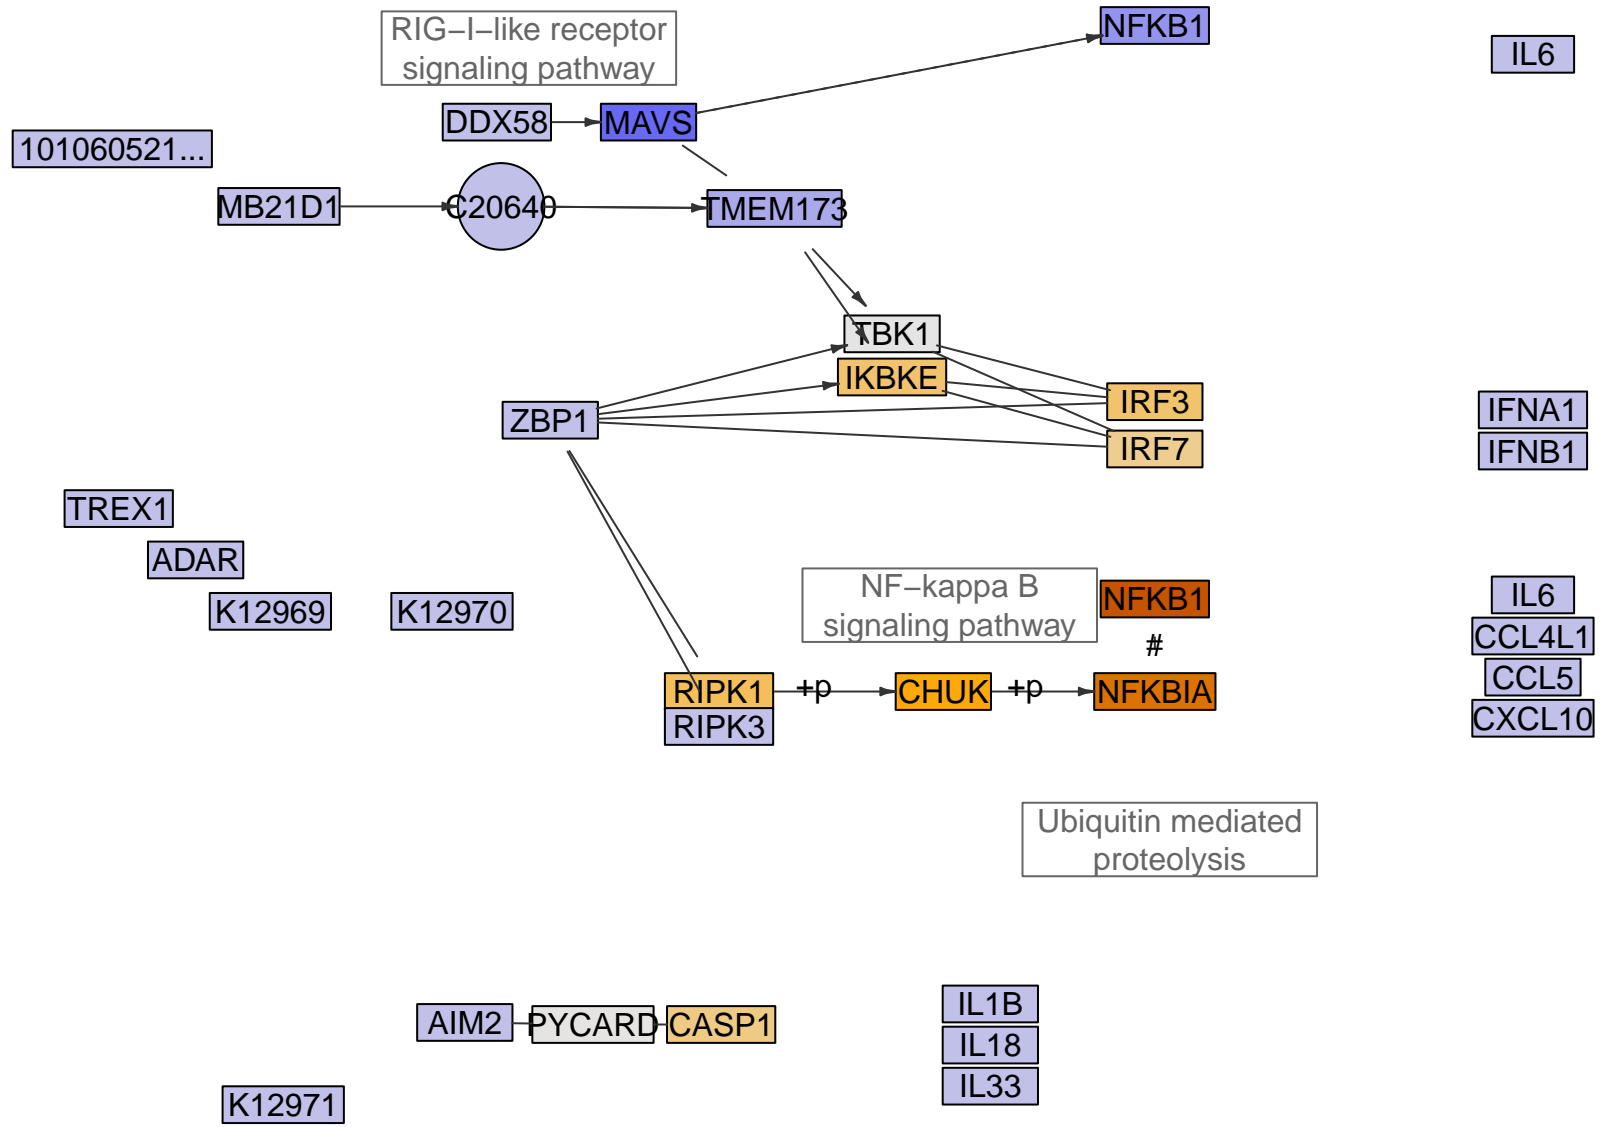 RIG−I−like receptor
signaling pathway
NFKB1
IL6
DDX58
MAVS
101060521...
MB21D1
C20640
TMEM173
TBK1
IKBKE
ZBP1
IRF3
IRF7
IFNA1
IFNB1
TREX1
ADAR
K12969
K12970
NF−kappa B
signaling pathway
NFKB1
#
IL6
CCL4L1
CCL5
CXCL10
RIPK1
+p
CHUK
+p
NFKBIA
RIPK3
Ubiquitin mediated
proteolysis
AIM2
PYCARD
CASP1
IL1B
IL18
IL33
K12971